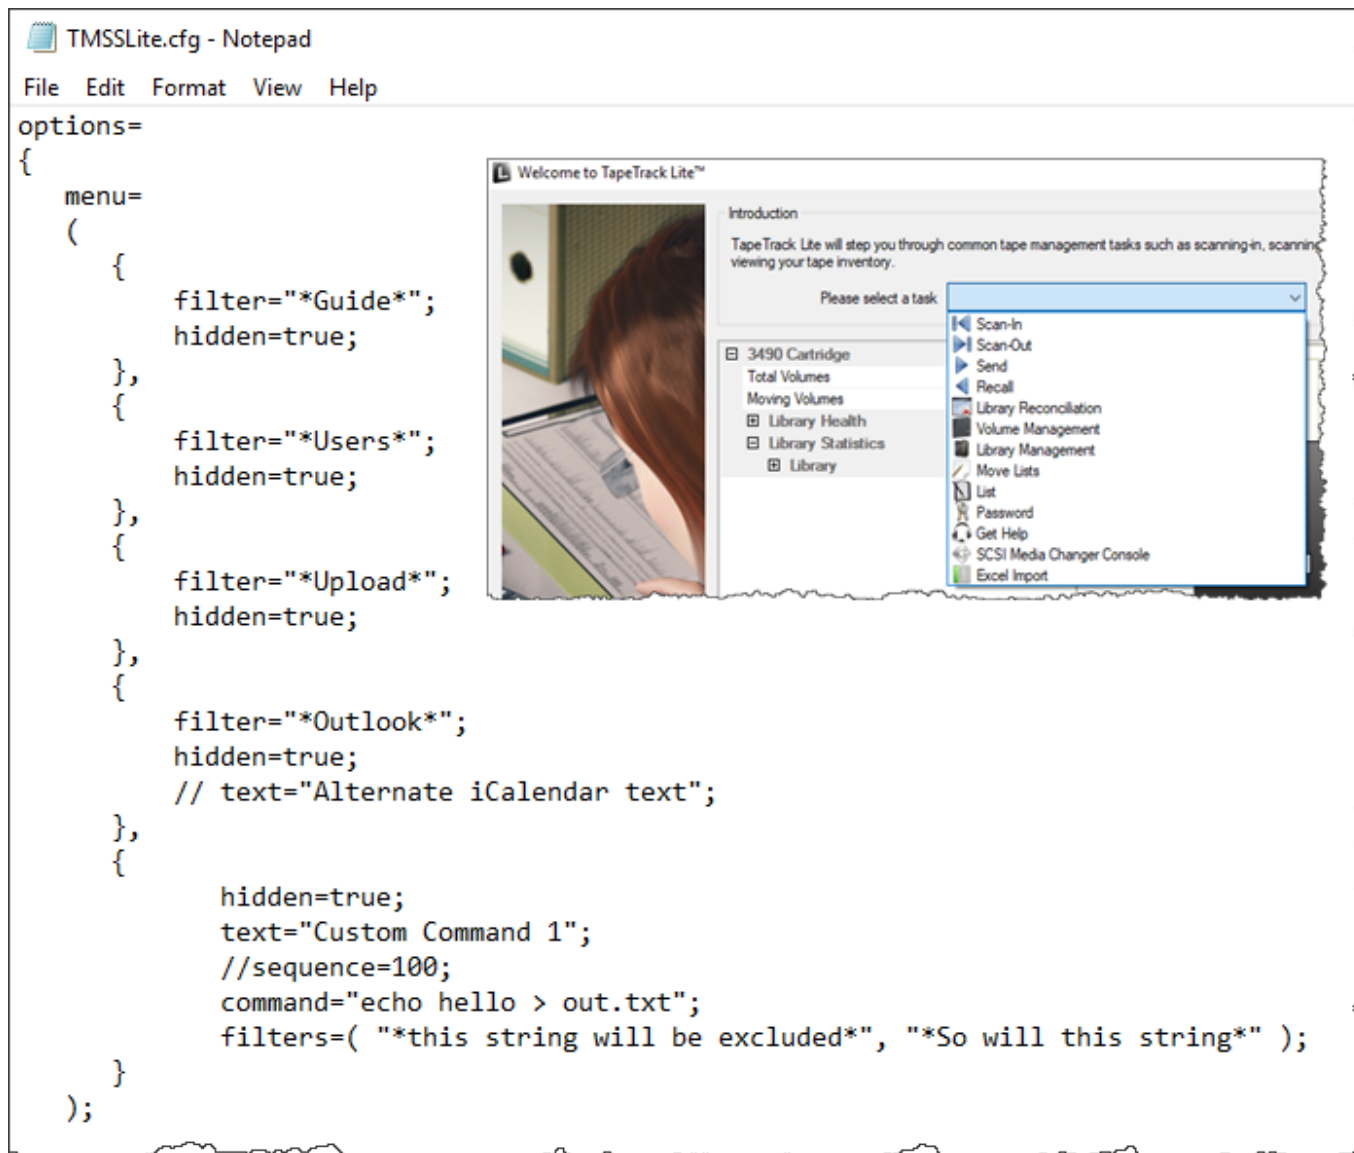 TMSSLite.cfg - Notepad
File Edit Format View Help
options=
{
menu=
(
{
filter="*Guide*";
hidden=true;
},
{
filter="*Users*";
hidden=true;
},
{
filter="*Upload*";
hidden=true;
},
{
filter="*Outlook*";
hidden=true;
// text="Alternate iCalendar text";
},
{
hidden=true;
text="Custom Command 1";
//sequence=100;
command="echo hello > out.txt";
filters=( "*this string will be excluded*", "*So will this string*" );
}
);
Welcome to TapeTrack Lite™
Introduction
TapeTrack Lite will step you through common tape management tasks such as scanning-in, scanning
viewing your tape inventory.
Please select a task
Scan-In
Scan-Out
Send
Recall
Library Reconciliation
Volume Management
Library Management
Move Lists
List
Password
Get Help
SCSI Media Changer Console
Excel Import
3490 Cartridge
Total Volumes
Moving Volumes
Library Health
Library Statistics
Library